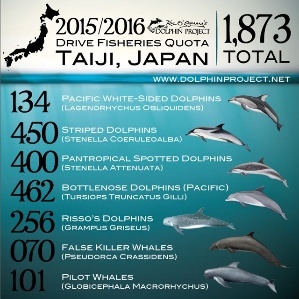 2015/2016
Ric O'Barry's
DOLPHIN PROJECT
DRIVE FISHERIES QUOTA
TAIJI, JAPAN
1,873
TOTAL
WWW.DOLPHINPROJECT.NET
134 PACIFIC WHITE-SIDED DOLPHINS
(LAGENORHYCHUS OBLIQUIDENS)
450 STRIPED DOLPHINS
(STENELLA COERULEOALBA)
400 PANTROPICAL SPOTTED DOLPHINS
(STENELLA ATTENUATA)
462 BOTTLENOSE DOLPHINS (PACIFIC)
(TURSIOPS TRUNCATUS GILLI)
256 RISSO'S DOLPHINS
(GRAMPUS GRISEUS)
070 FALSE KILLER WHALES
(PSEUDORCA CRASSIDENS)
101 PILOT WHALES
(GLOBICEPHALA MACRORHYCHUS)